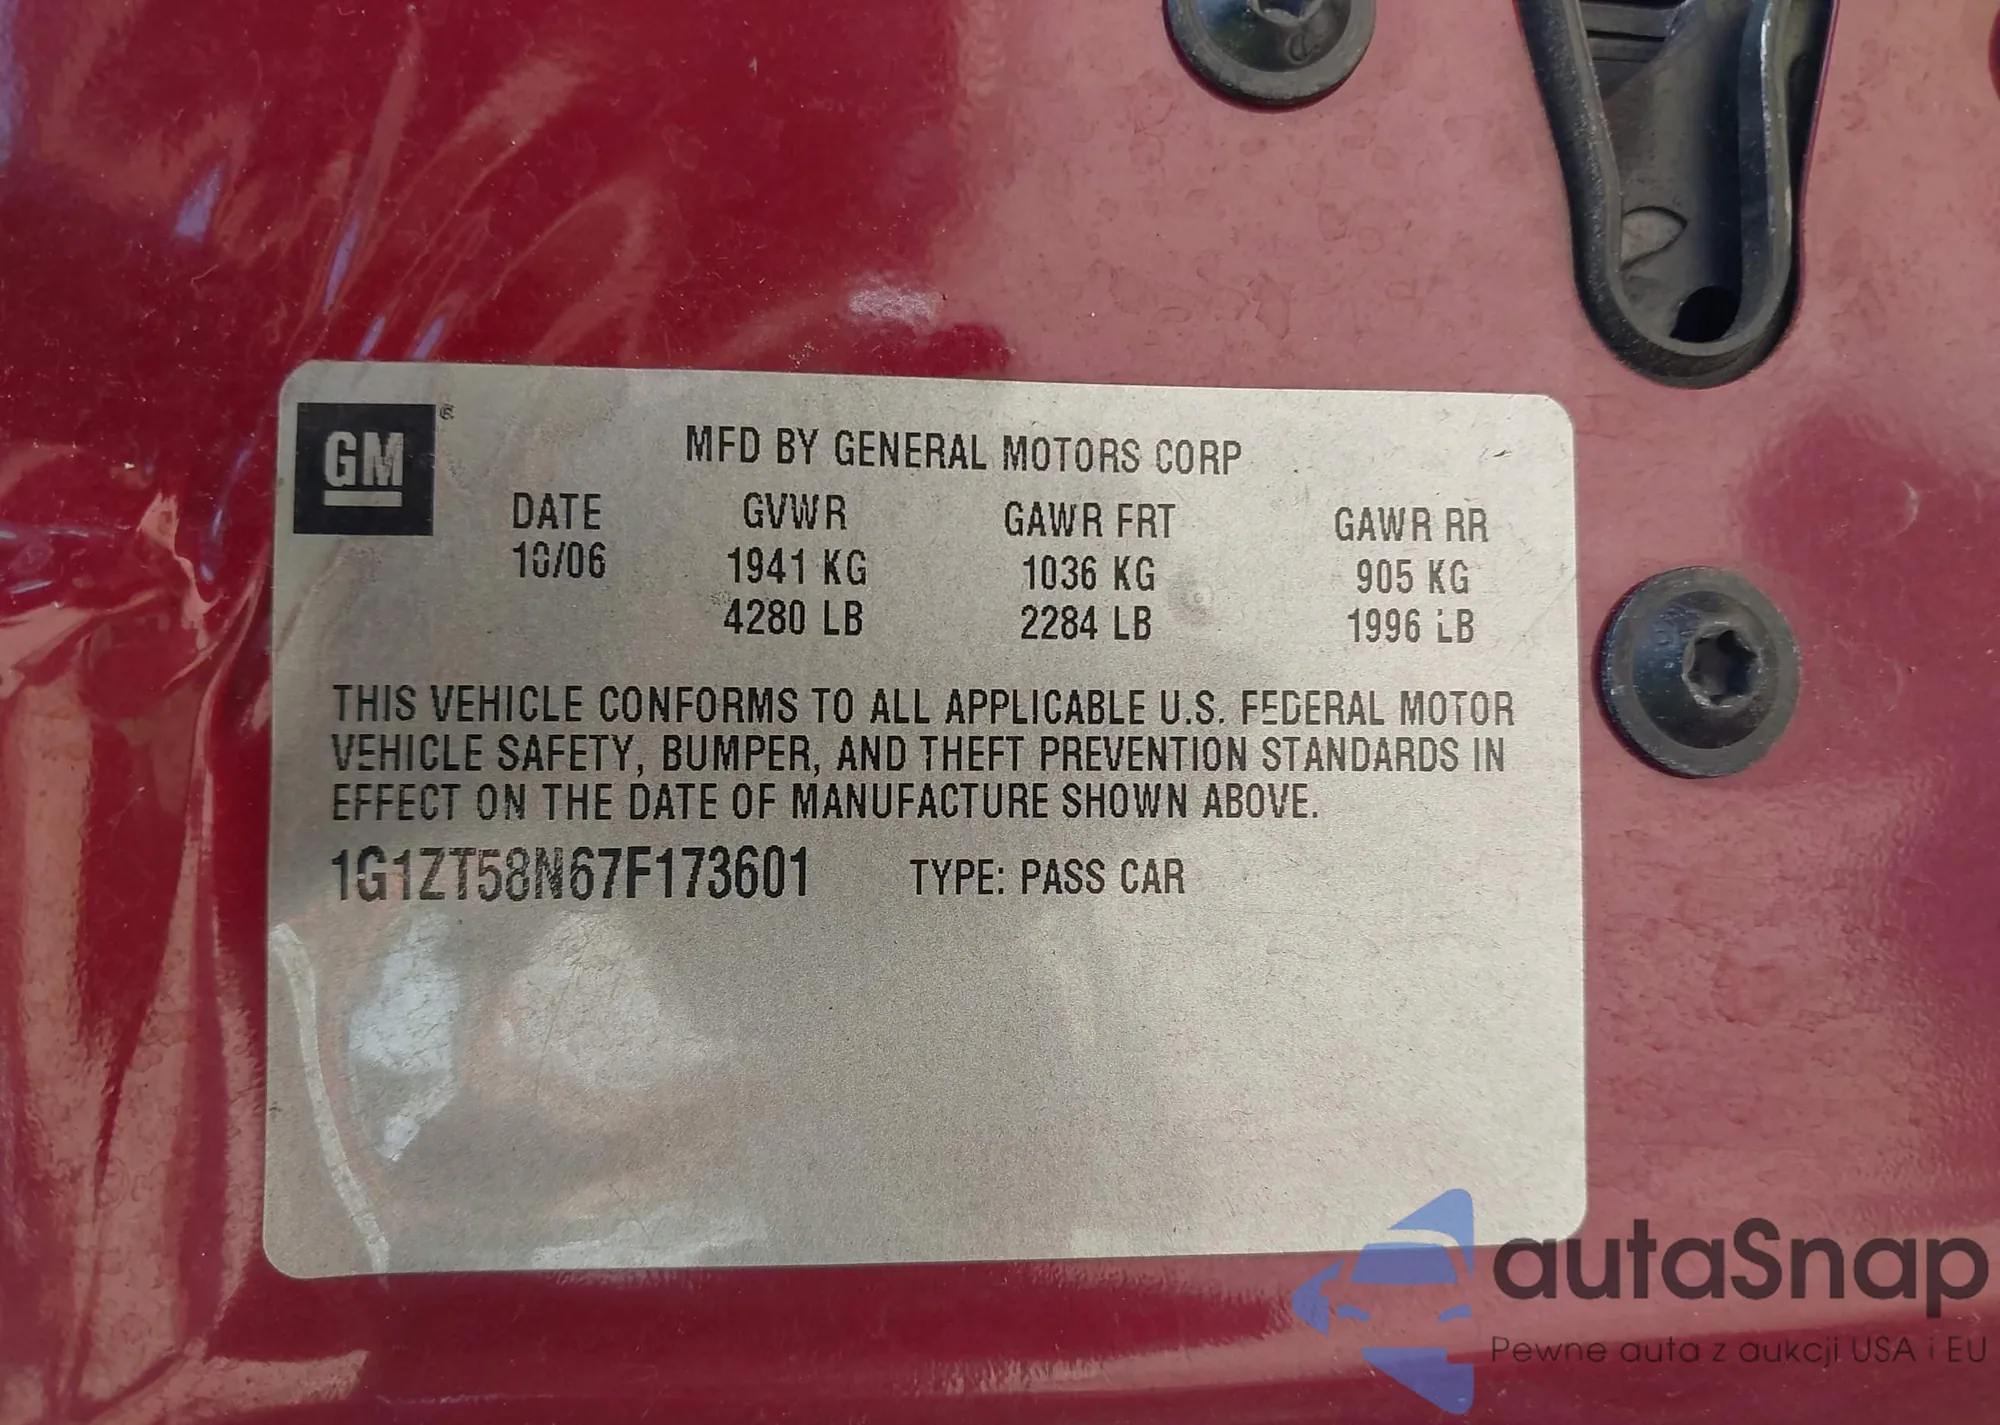 GM
MFD BY GENERAL MOTORS CORP
DATE GVWR GAWR FRT GAWR RR
10/06 1941 KG 1036 KG 905 KG
4280 LB 2284 LB 1996 LB
THIS VEHICLE CONFORMS TO ALL APPLICABLE U.S. FEDERAL MOTOR
VEHICLE SAFETY, BUMPER, AND THEFT PREVENTION STANDARDS IN
EFFECT ON THE DATE OF MANUFACTURE SHOWN ABOVE.
1G1ZT58N67F173601 TYPE: PASS CAR
autaSnap
Pewne auta z aukcji USA i EU